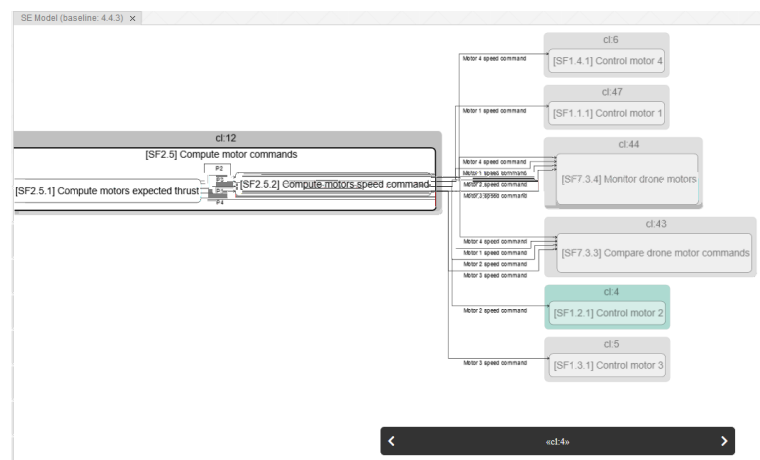 SE Model (baseline: 4.4.3) ×
cl:6
Motor 4 speed command
[SF1.4.1] Control motor 4
cl:47
Motor 1 speed command
[SF1.1.1] Control motor 1
cl:12
[SF2.5] Compute motor commands
P2
[SF2.5.1] Compute motors expected thrust
[SF2.5.2] Compute motors speed command
P4
cl:44
Motor 4 speed command
Motor 1 speed command
Motor 2 speed command
Motor 3 speed command
[SF7.3.4] Monitor drone motors
cl:43
Motor 4 speed command
Motor 1 speed command
Motor 2 speed command
Motor 3 speed command
[SF7.3.3] Compare drone motor commands
cl:4
Motor 2 speed command
[SF1.2.1] Control motor 2
cl:5
Motor 3 speed command
[SF1.3.1] Control motor 3
«cl:4»